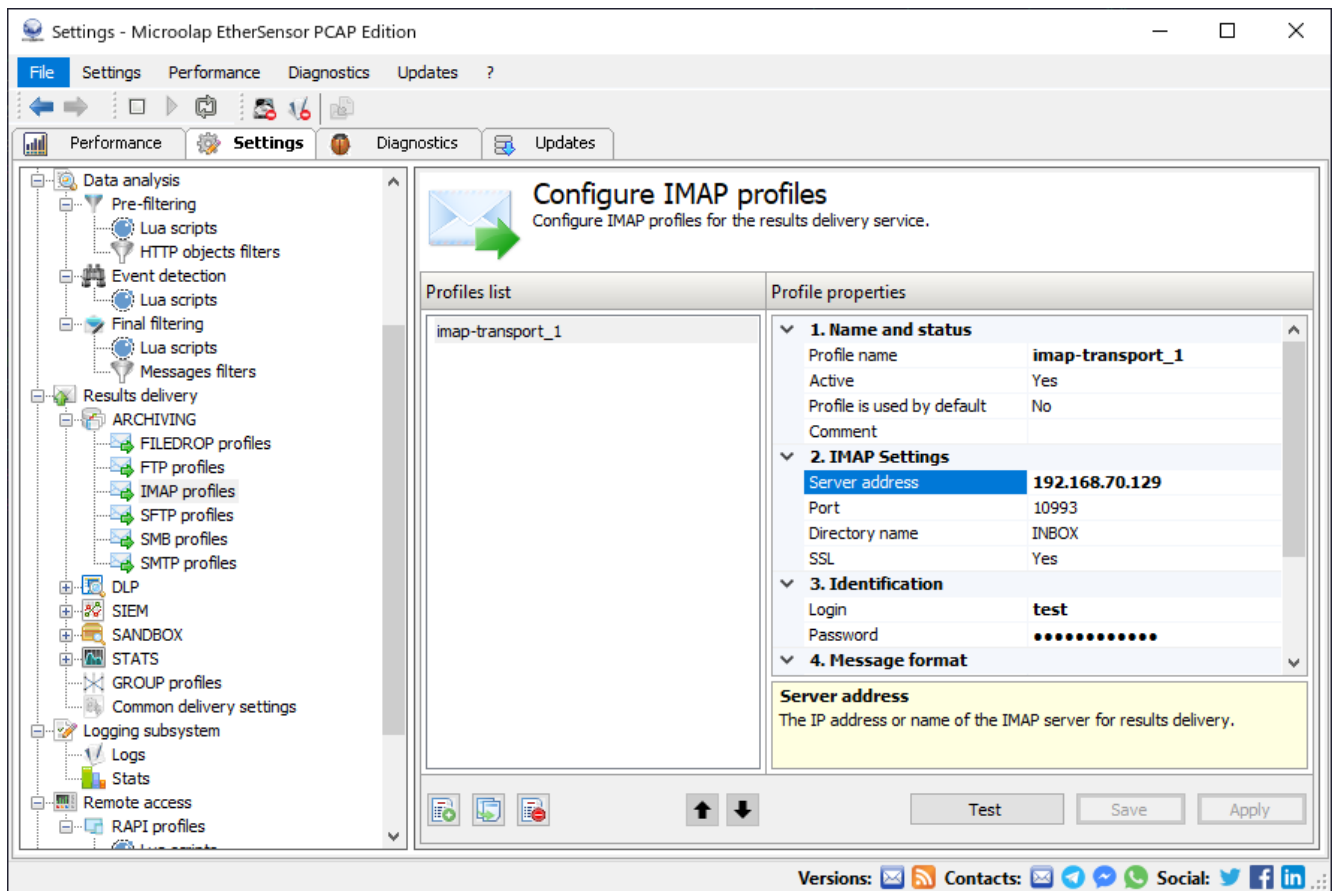 Settings - Microolap EtherSensor PCAP Edition
File Settings Performance Diagnostics Updates ?
Performance Settings Diagnostics Updates
Data analysis
Pre-filtering
Lua scripts
HTTP objects filters
Event detection
Lua scripts
Final filtering
Lua scripts
Messages filters
Results delivery
ARCHIVING
FILEDROP profiles
FTP profiles
IMAP profiles
SFTP profiles
SMB profiles
SMTP profiles
DLP
SIEM
SANDBOX
STATS
GROUP profiles
Common delivery settings
Logging subsystem
Logs
Stats
Remote access
RAPI profiles
Lua scripts
Configure IMAP profiles
Configure IMAP profiles for the results delivery service.
Profiles list
imap-transport_1
Profile properties
1. Name and status
Profile name imap-transport_1
Active Yes
Profile is used by default No
Comment
2. IMAP Settings
Server address 192.168.70.129
Port 10993
Directory name INBOX
SSL Yes
3. Identification
Login test
Password ●●●●●●●●●●●●
4. Message format
Server address
The IP address or name of the IMAP server for results delivery.
Test Save Apply
Versions: Contacts: Social: